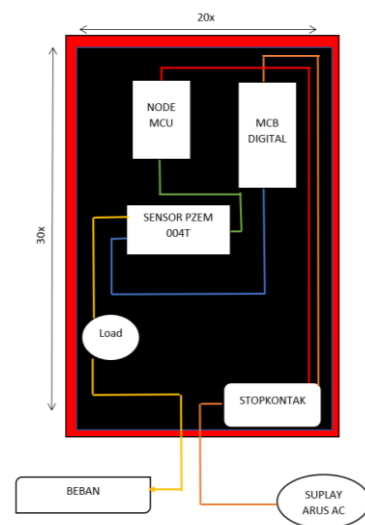 20x
30x
NODE
MCU
MCB
DIGITAL
SENSOR PZEM
004T
Load
STOPKONTAK
BEBAN
SUPLAY
ARUS AC